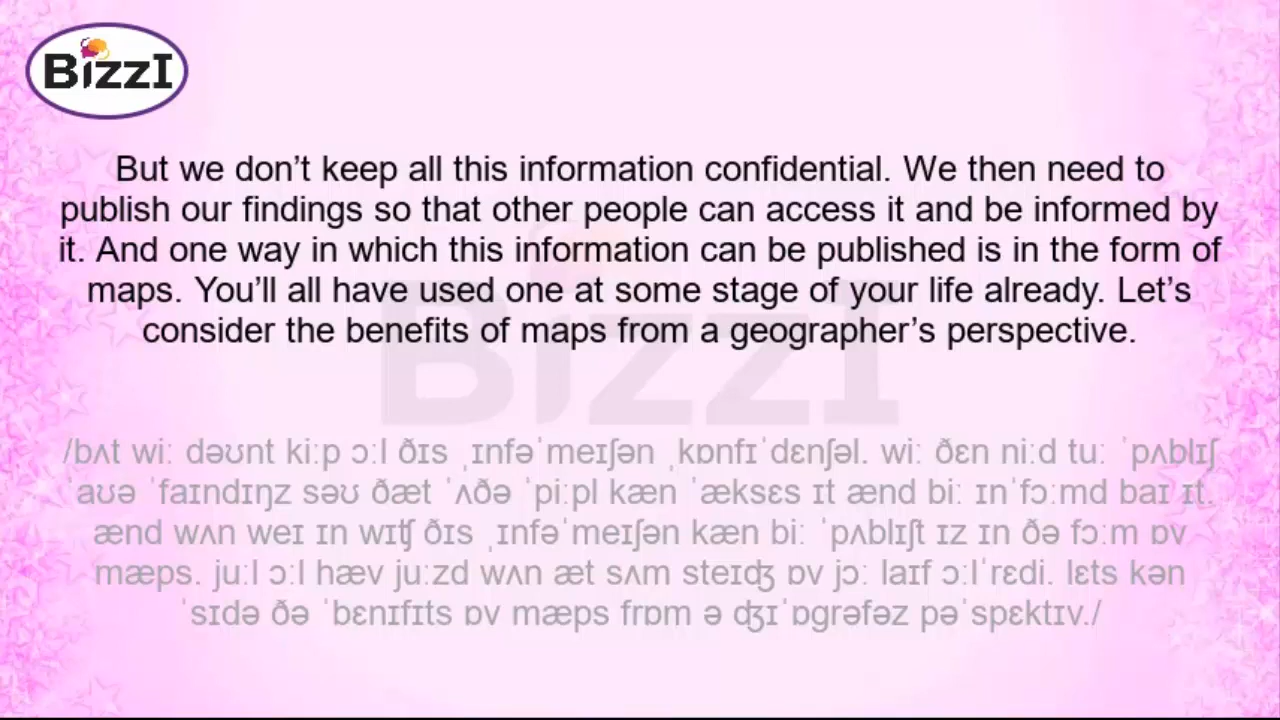 BizzI
But we don’t keep all this information confidential. We then need to
publish our findings so that other people can access it and be informed by
it. And one way in which this information can be published is in the form of
maps. You’ll all have used one at some stage of your life already. Let’s
consider the benefits of maps from a geographer’s perspective.
BizzI
/bʌt wiː dəʊnt kiːp ɔːl ðɪs ˌɪnfəˈmeɪʃən ˌkɒnfɪˈdɛnʃəl. wiː ðɛn niːd tuː ˈpʌblɪʃ
ˈaʊə ˈfaɪndɪŋz səʊ ðæt ˈʌðə ˈpiːpl kæn ˈæksɛs ɪt ænd biː ɪnˈfɔːmd baɪ ɪt.
ænd wʌn weɪ ɪn wɪʧ ðɪs ˌɪnfəˈmeɪʃən kæn biː ˈpʌblɪʃt ɪz ɪn ðə fɔːm ɒv
mæps. juːl ɔːl hæv juːzd wʌn æt sʌm steɪʤ ɒv jɔː laɪf ɔːlˈrɛdi. lɛts kən
ˈsɪdə ðə ˈbɛnɪfɪts ɒv mæps frɒm ə ʤɪˈɒgrəfəz pəˈspɛktɪv./